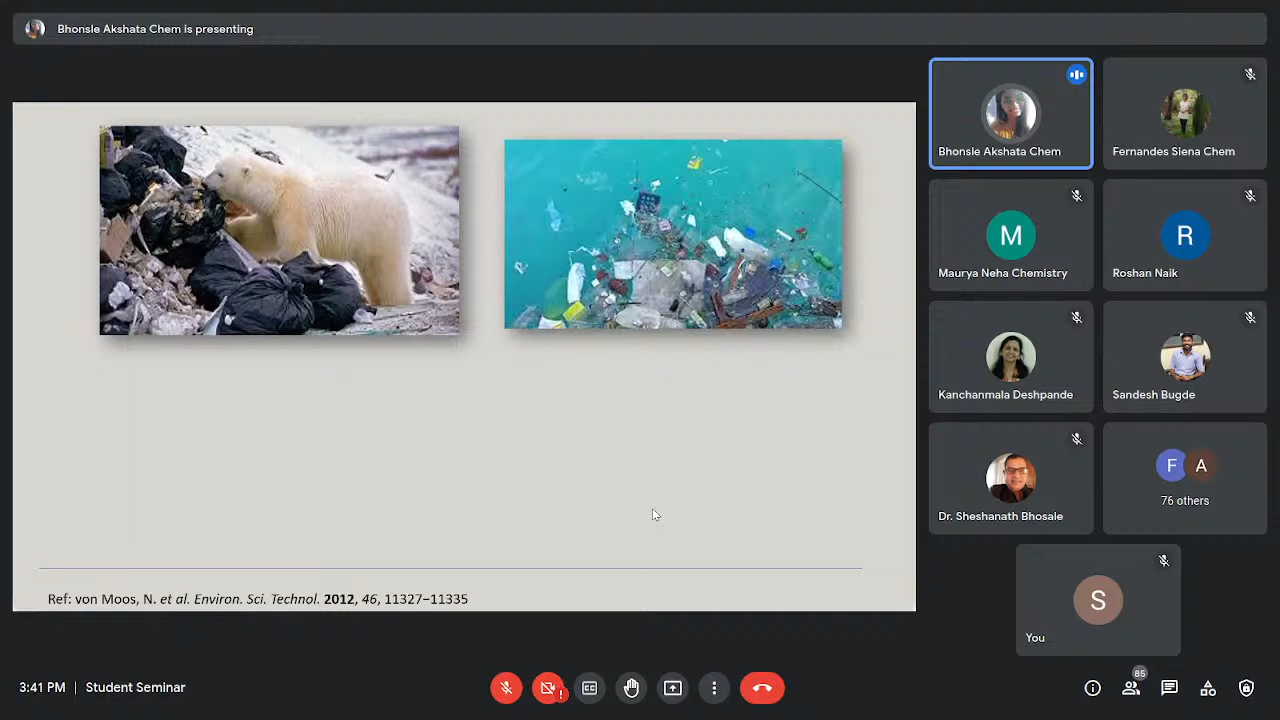 Bhonsle Akshata Chem is presenting
Bhonsle Akshata Chem
Fernandes Siena Chem
M
Maurya Neha Chemistry
R
Roshan Naik
Kanchanmala Deshpande
Sandesh Bugde
Dr. Sheshanath Bhosale
F A
76 others
S
You
Ref: von Moos, N. et al. Environ. Sci. Technol. 2012, 46, 11327−11335
3:41 PM | Student Seminar
85